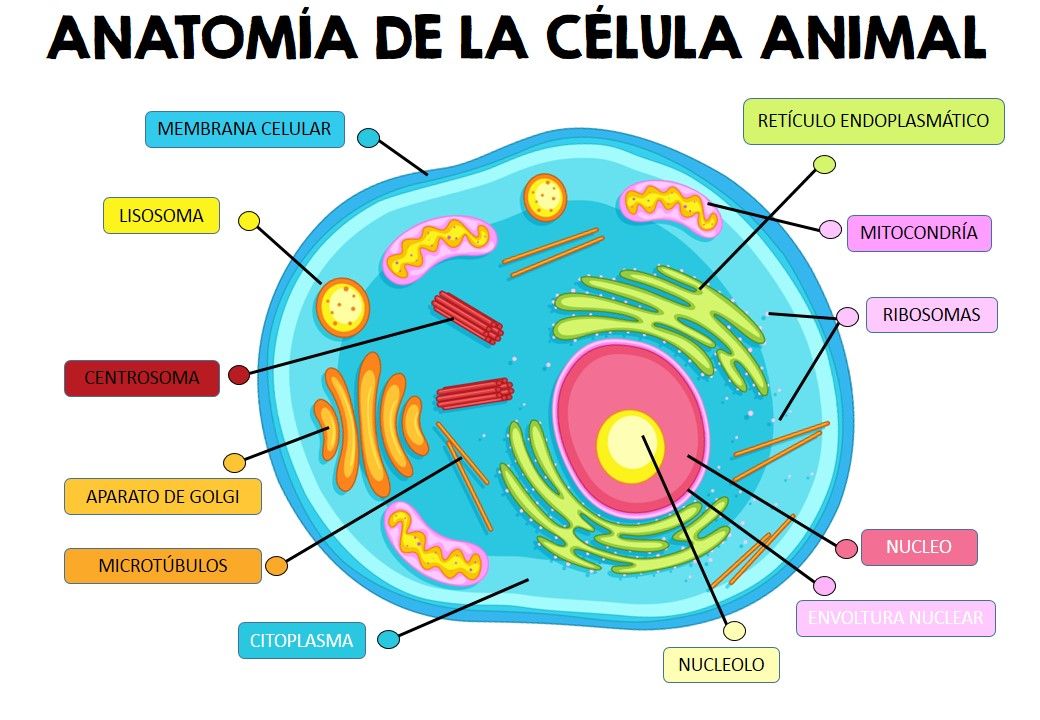 ANATOMÍA DE LA CÉLULA ANIMAL
RETÍCULO ENDOPLASMÁTICO
MEMBRANA CELULAR
LISOSOMA
MITOCONDRÍA
RIBOSOMAS
CENTROSOMA
APARATO DE GOLGI
NUCLEO
MICROTÚBULOS
ENVOLTURA NUCLEAR
CITOPLASMA
NUCLEOLO